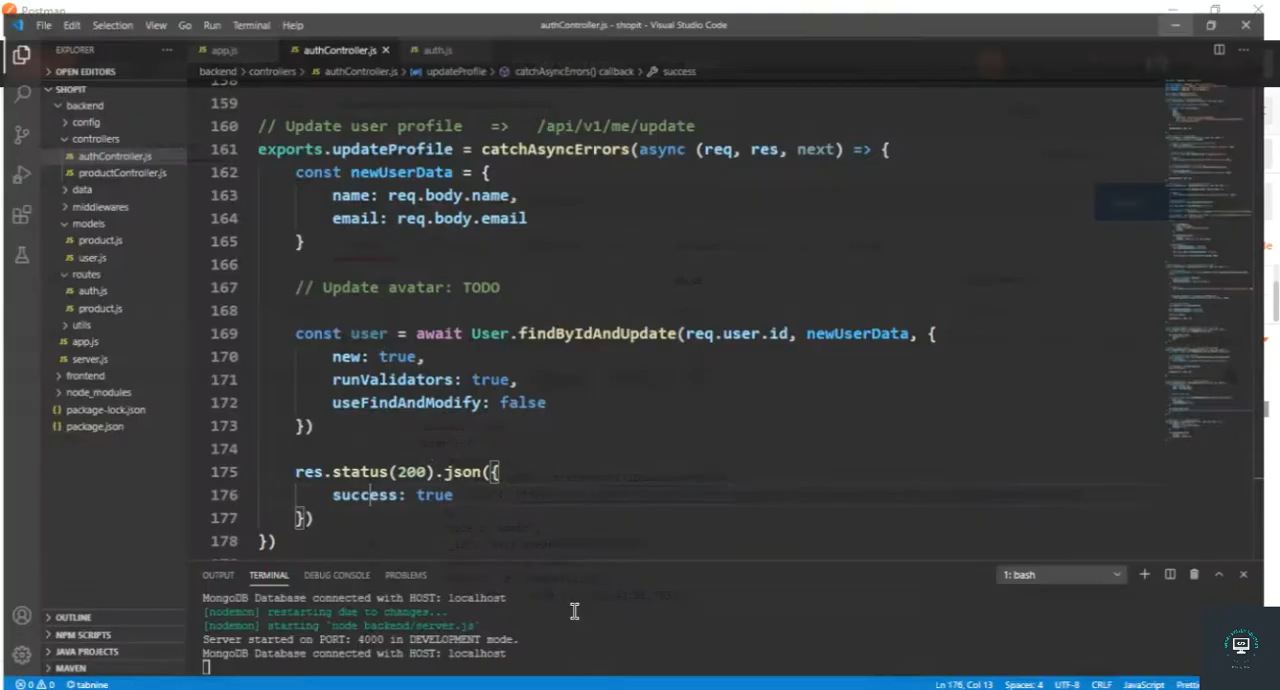 Postman
File Edit Selection View Go Run Terminal Help
authController.js - shopit - Visual Studio Code
EXPLORER
app.js
authController.js
auth.js
OPEN EDITORS
backend > controllers > authController.js > updateProfile > catchAsyncErrors() callback > success
SHOPIT
backend
config
controllers
authController.js
productController.js
data
middlewares
models
product.js
user.js
routes
auth.js
product.js
utils
app.js
server.js
frontend
node_modules
package-lock.json
package.json
OUTLINE
NPM SCRIPTS
JAVA PROJECTS
MAVEN
158
159
160 // Update user profile => /api/v1/me/update
161 exports.updateProfile = catchAsyncErrors(async (req, res, next) => {
162 const newUserData = {
163 name: req.body.name,
164 email: req.body.email
165 }
166
167 // Update avatar: TODO
168
169 const user = await User.findByIdAndUpdate(req.user.id, newUserData, {
170 new: true,
171 runValidators: true,
172 useFindAndModify: false
173 })
174
175 res.status(200).json({
176 success: true
177 })
178 })
OUTPUT TERMINAL DEBUG CONSOLE PROBLEMS
1: bash
MongoDB Database connected with HOST: localhost
[nodemon] restarting due to changes...
[nodemon] starting `node backend/server.js`
Server started on PORT: 4000 in DEVELOPMENT mode.
MongoDB Database connected with HOST: localhost
0 0 tabnine
Ln 176, Col 13 Spaces: 4 UTF-8 CRLF JavaScript